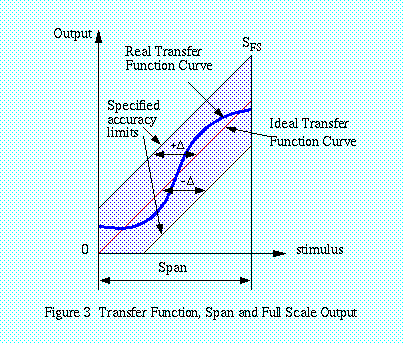 Output
S_FS
Real Transfer
Function Curve
Specified
accuracy
limits
+Δ
Ideal Transfer
Function Curve
-Δ
0
stimulus
Span
Figure 3 Transfer Function, Span and Full Scale Output